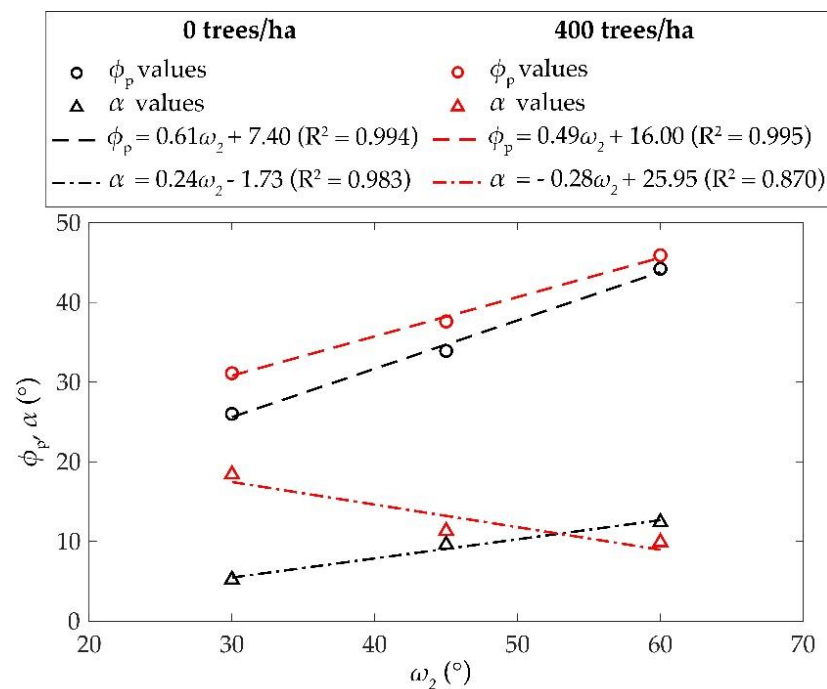 0 trees/ha 400 trees/ha
ϕp values ϕp values
α values α values
ϕp = 0.61ω2 + 7.40 (R² = 0.994) ϕp = 0.49ω2 + 16.00 (R² = 0.995)
α = 0.24ω2 - 1.73 (R² = 0.983) α = - 0.28ω2 + 25.95 (R² = 0.870)
50
40
30
20
10
0
ϕp, α (°)
20 30 40 50 60 70
ω2 (°)